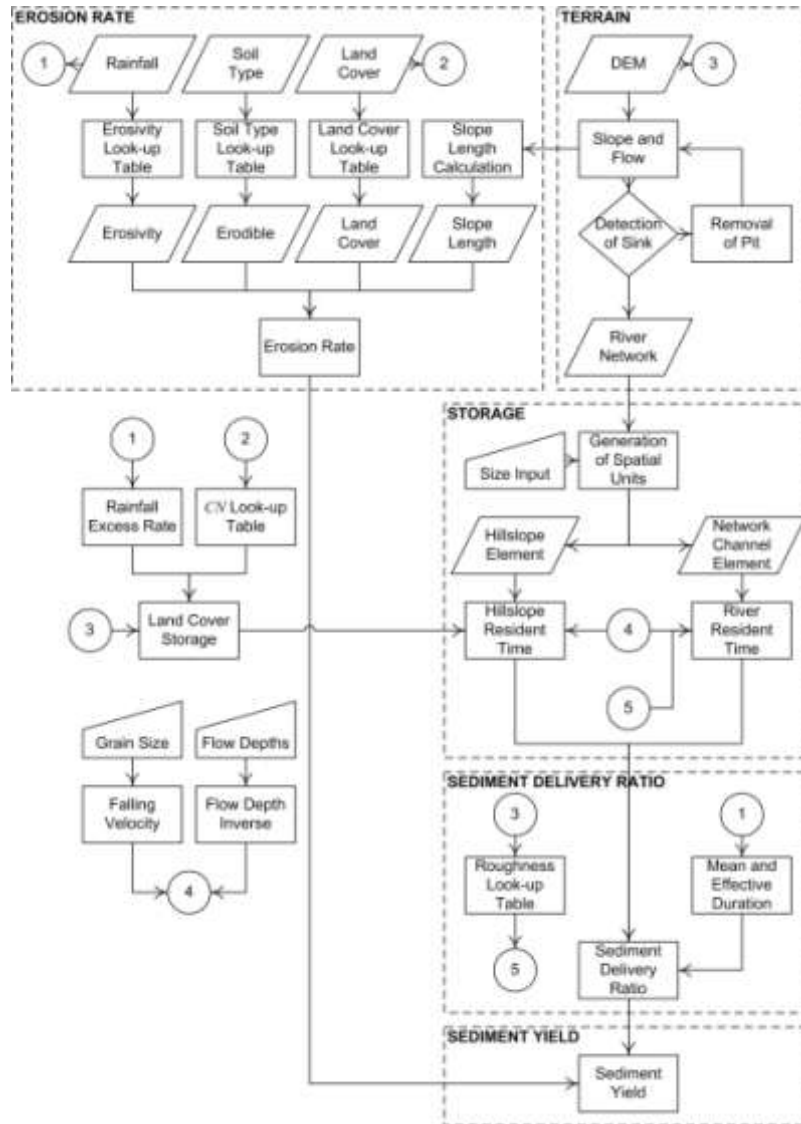 EROSION RATE
TERRAIN
1
Rainfall
Soil
Type
Land
Cover
2
DEM
3
Erosivity
Look-up
Table
Soil Type
Look-up
Table
Land Cover
Look-up
Table
Slope
Length
Calculation
Slope and
Flow
Erosivity
Erodible
Land
Cover
Slope
Length
Detection
of Sink
Removal
of Pit
Erosion Rate
River
Network
STORAGE
1
2
Size Input
Generation
of Spatial
Units
Rainfall
Excess Rate
CN Look-up
Table
Hillslope
Element
Network
Channel
Element
3
Land Cover
Storage
Hillslope
Resident
Time
4
River
Resident
Time
5
Grain Size
Flow Depths
SEDIMENT DELIVERY RATIO
Falling
Velocity
Flow Depth
Inverse
3
1
4
Roughness
Look-up
Table
Mean and
Effective
Duration
5
Sediment
Delivery
Ratio
SEDIMENT YIELD
Sediment
Yield